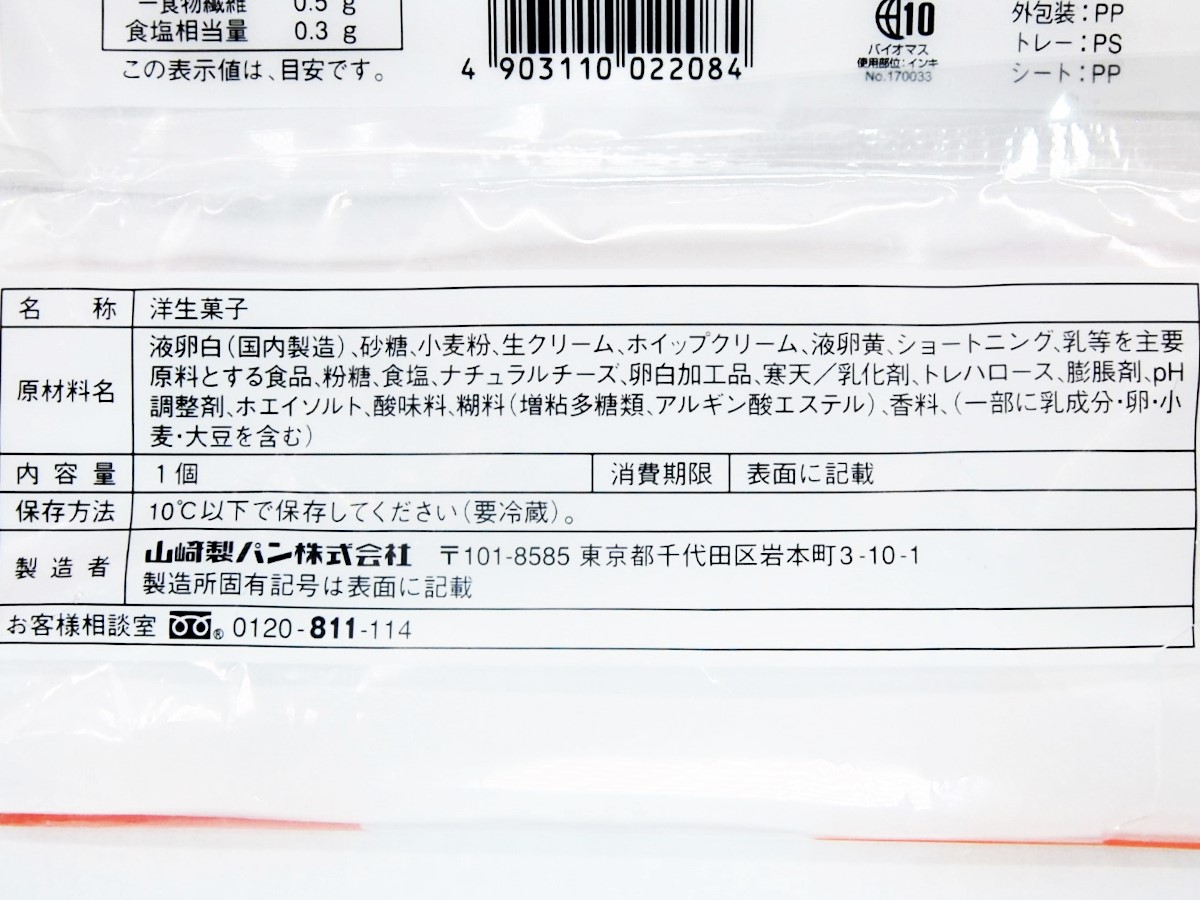 食物繊維 0.5 g
食塩相当量 0.3 g
この表示値は、目安です。
4 903110 022084
10
バイオマス
使用部位:インキ
No.170033
外包装:PP
トレー:PS
シート:PP
名 称 洋生菓子
原材料名 液卵白(国内製造)、砂糖、小麦粉、生クリーム、ホイップクリーム、液卵黄、ショートニング、乳等を主要
原料とする食品、粉糖、食塩、ナチュラルチーズ、卵白加工品、寒天/乳化剤、トレハロース、膨脹剤、pH
調整剤、ホエイソルト、酸味料、糊料(増粘多糖類、アルギン酸エステル)、香料、(一部に乳成分・卵・小
麦・大豆を含む)
内容量 1個 消費期限 表面に記載
保存方法 10℃以下で保存してください(要冷蔵)。
製造者 山崎製パン株式会社 〒101-8585 東京都千代田区岩本町3-10-1
製造所固有記号は表面に記載
お客様相談室 ® 0120-811-114